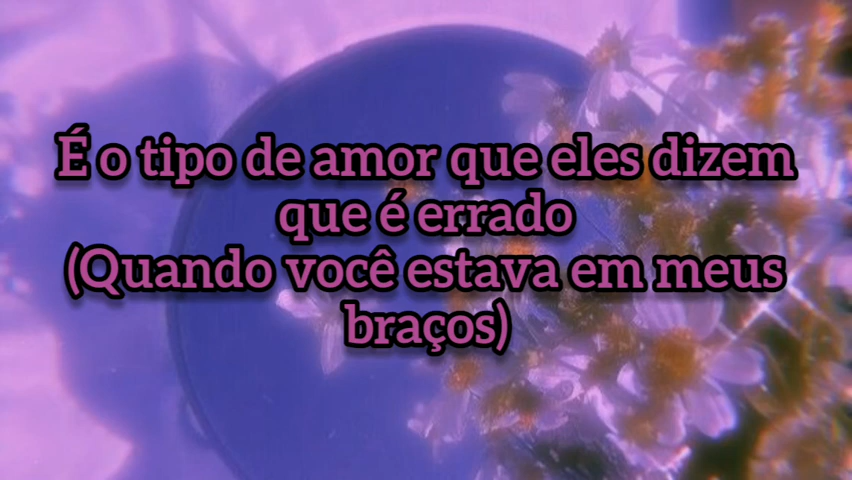 É o tipo de amor que eles dizem
que é errado
(Quando você estava em meus
braços)